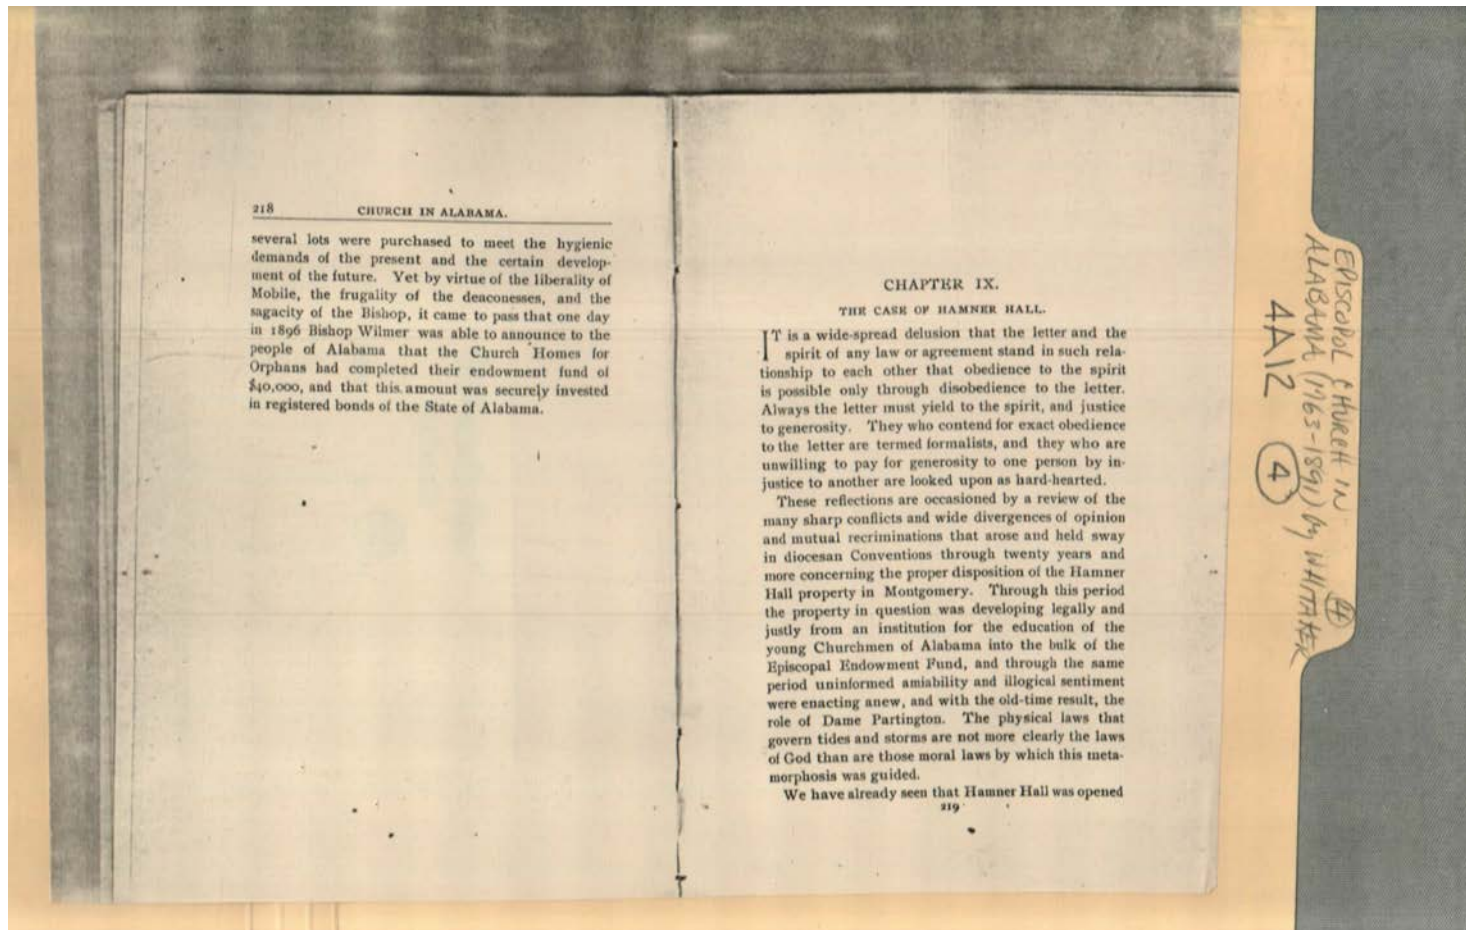 218 CHURCH IN ALABAMA.
several lots were purchased to meet the hygienic
demands of the present and the certain develop-
ment of the future. Yet by virtue of the liberality of
Mobile, the frugality of the deaconesses, and the
sagacity of the Bishop, it came to pass that one day
in 1896 Bishop Wilmer was able to announce to the
people of Alabama that the Church Homes for
Orphans had completed their endowment fund of
$40,000, and that this amount was securely invested
in registered bonds of the State of Alabama.
CHAPTER IX.
THE CASE OF HAMNER HALL.
IT is a wide-spread delusion that the letter and the
spirit of any law or agreement stand in such rela-
tionship to each other that obedience to the spirit
is possible only through disobedience to the letter.
Always the letter must yield to the spirit, and justice
to generosity. They who contend for exact obedience
to the letter are termed formalists, and they who are
unwilling to pay for generosity to one person by in-
justice to another are looked upon as hard-hearted.
These reflections are occasioned by a review of the
many sharp conflicts and wide divergences of opinion
and mutual recriminations that arose and held sway
in diocesan Conventions through twenty years and
more concerning the proper disposition of the Hamner
Hall property in Montgomery. Through this period
the property in question was developing legally and
justly from an institution for the education of the
young Churchmen of Alabama into the bulk of the
Episcopal Endowment Fund, and through the same
period uninformed amiability and illogical sentiment
were enacting anew, and with the old-time result, the
role of Dame Partington. The physical laws that
govern tides and storms are not more clearly the laws
of God than are those moral laws by which this meta-
morphosis was guided.
We have already seen that Hamner Hall was opened
219
EPISCOPOL CHURCH IN
ALABAMA (1763-1891) by WHITAKER
4A12 4